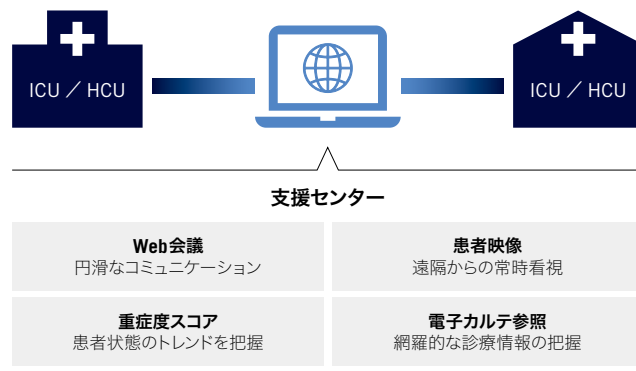 ICU ／ HCU
ICU ／ HCU
支援センター
Web会議
円滑なコミュニケーション
患者映像
遠隔からの常時看視
重症度スコア
患者状態のトレンドを把握
電子カルテ参照
網羅的な診療情報の把握